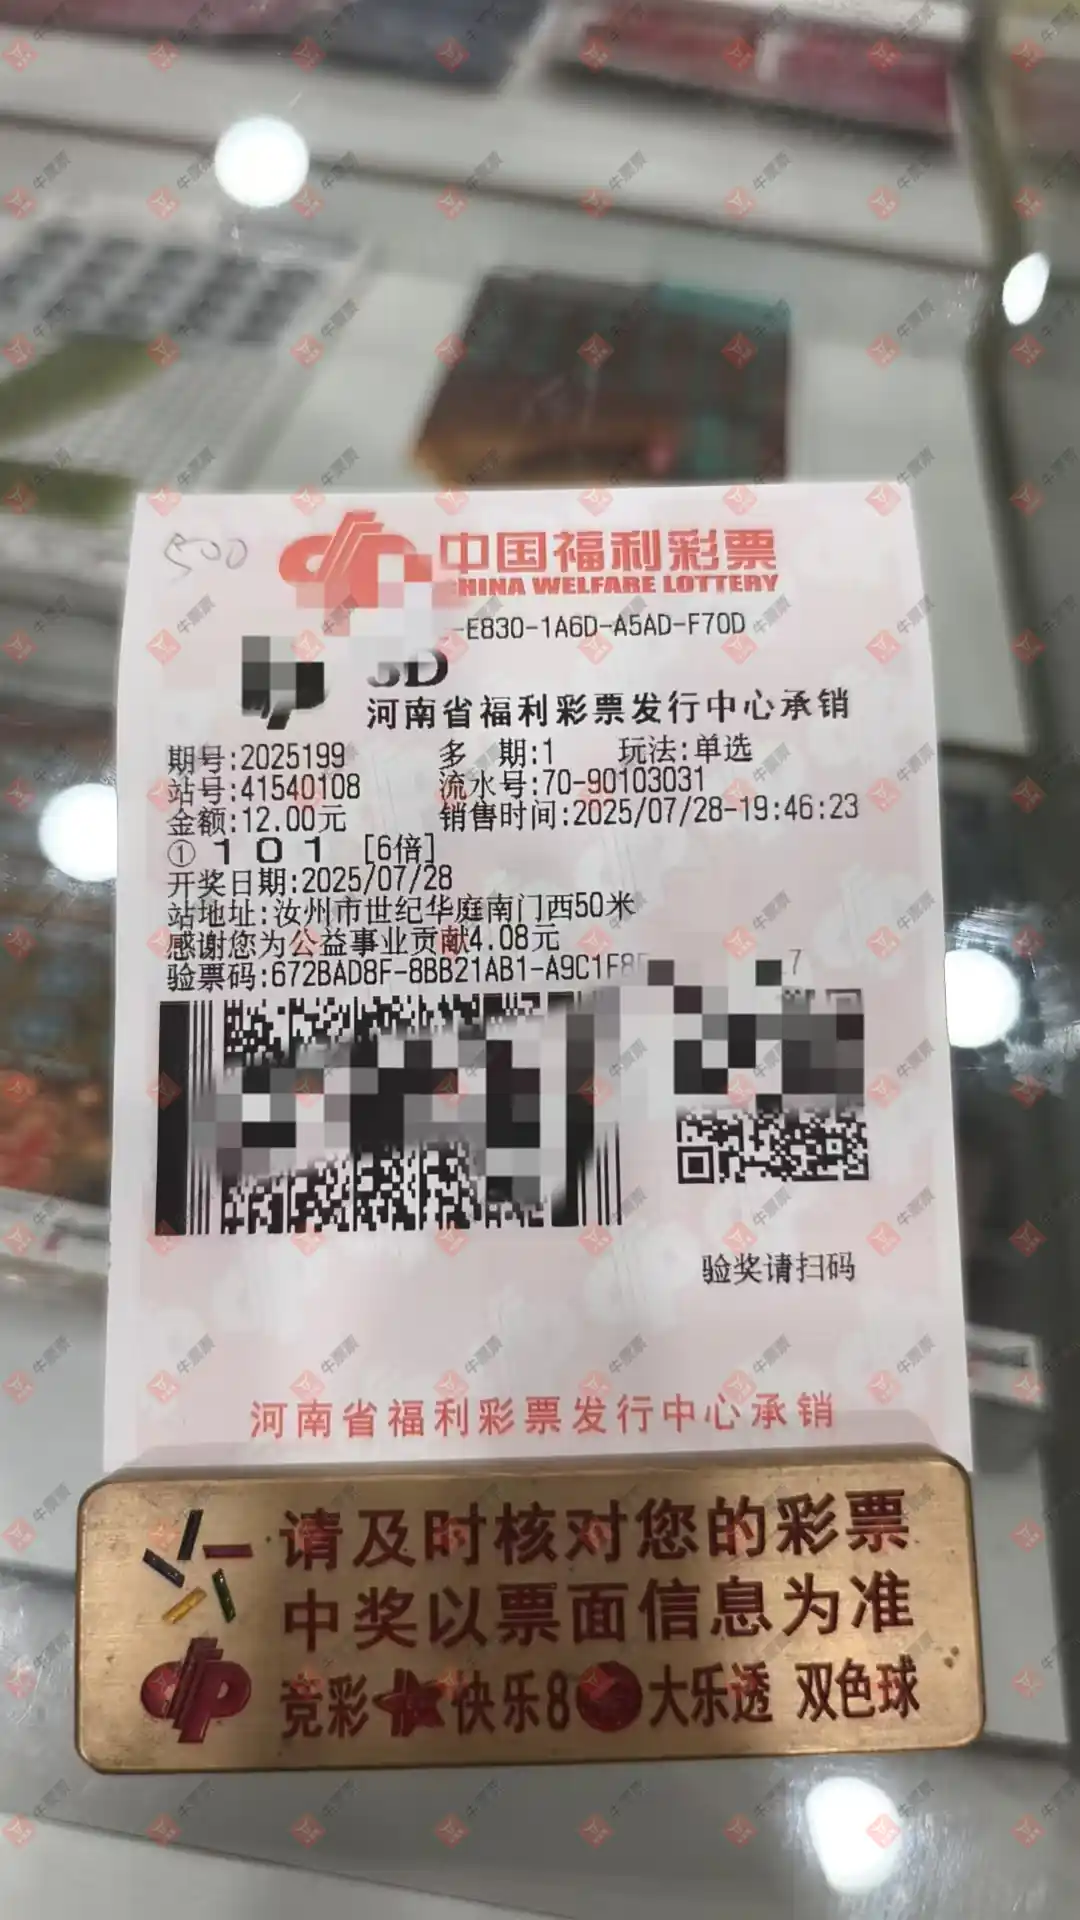 500
中国福利彩票
CHINA WELFARE LOTTERY
-E830-1A6D-A5AD-F70D
3D
河南省福利彩票发行中心承销
期号:2025199 多 期:1 玩法:单选
站号:41540108 流水号:70-90103031
金额:12.00元 销售时间:2025/07/28-19:46:23
① 1 0 1 [6倍]
开奖日期:2025/07/28
站地址:汝州市世纪华庭南门西50米
感谢您为公益事业贡献4.08元
验票码:672BAD8F-8BB21AB1-A9C1F8 7
验奖请扫码
河南省福利彩票发行中心承销
请及时核对您的彩票
中奖以票面信息为准
竞彩 快乐8 大乐透 双色球
牛票票